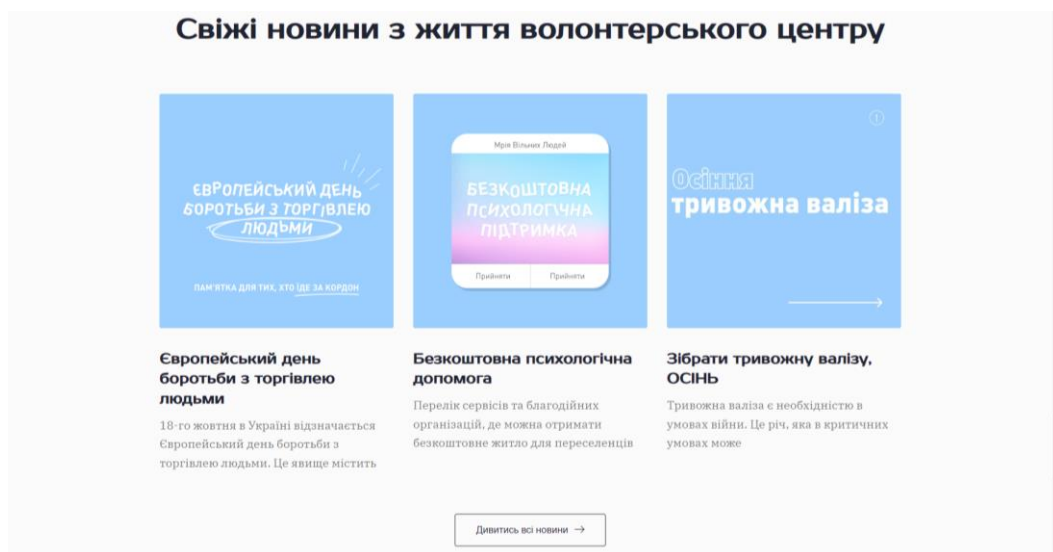 Свіжі новини з життя волонтерського центру
ЄВРОПЕЙСЬКИЙ ДЕНЬ
БОРОТЬБИ З ТОРГІВЛЕЮ
ЛЮДЬМИ
ПАМ'ЯТКА ДЛЯ ТИХ, ХТО ЇДЕ ЗА КОРДОН
Мрія Вільних Людей
БЕЗКОШТОВНА
ПСИХОЛОГІЧНА
ПІДТРИМКА
Прийняти Прийняти
Осіння
тривожна валіза
Європейський день
боротьби з торгівлею
людьми
18-го жовтня в Україні відзначається
Європейський день боротьби з
торгівлею людьми. Це явище містить
Безкоштовна психологічна
допомога
Перелік сервісів та благодійних
організацій, де можна отримати
безкоштовне житло для переселенців
Зібрати тривожну валізу,
ОСІНЬ
Тривожна валіза є необхідністю в
умовах війни. Це річ, яка в критичних
умовах може
Дивитись всі новини →